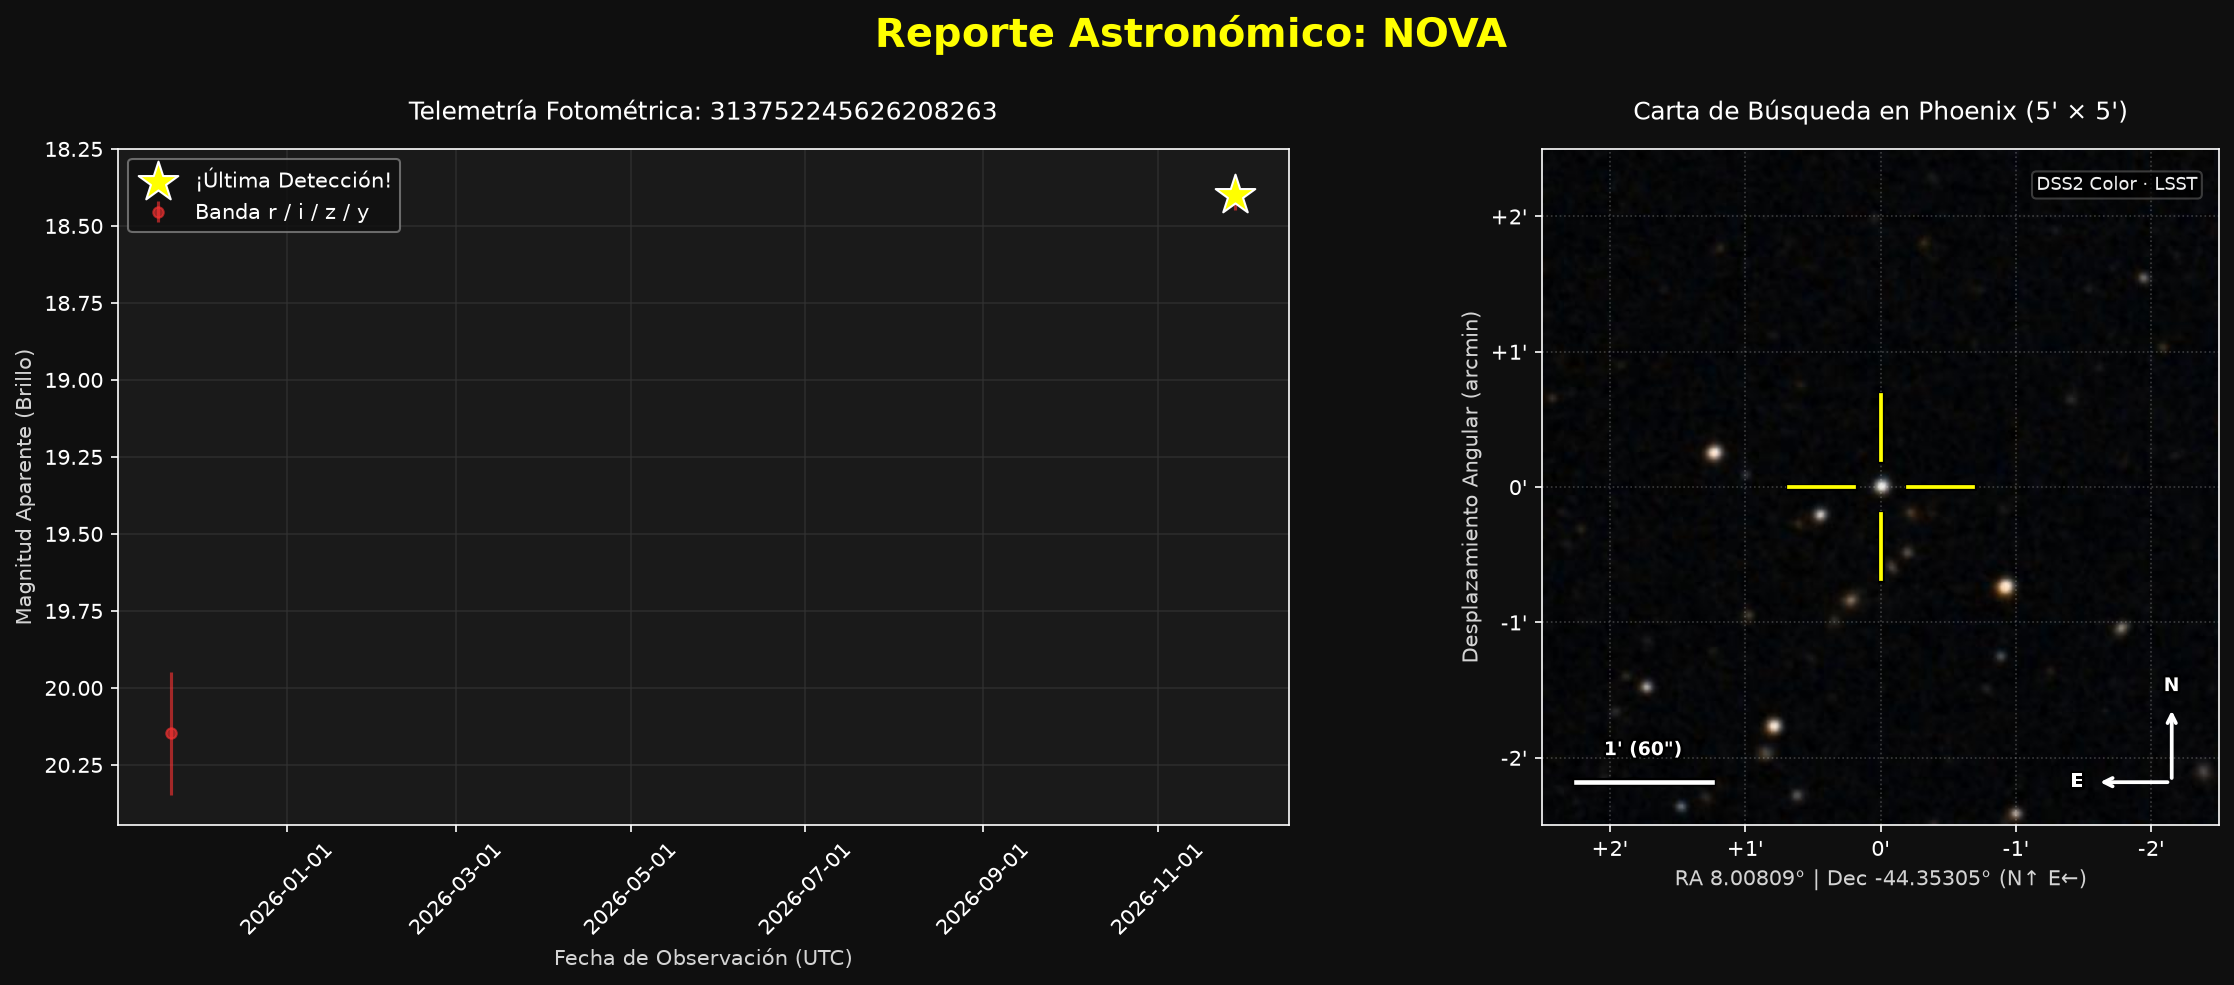 Reporte Astronómico: NOVA
Telemetría Fotométrica: 313752245626208263
18.25
18.50
18.75
19.00
19.25
19.50
19.75
20.00
20.25
Magnitud Aparente (Brillo)
¡Última Detección!
Banda r / i / z / y
2026-01-01
2026-03-01
2026-05-01
2026-07-01
2026-09-01
2026-11-01
Fecha de Observación (UTC)
Carta de Búsqueda en Phoenix (5' × 5')
DSS2 Color · LSST
+2'
+1'
0'
-1'
-2'
Desplazamiento Angular (arcmin)
1' (60")
N
E
+2'
+1'
0'
-1'
-2'
RA 8.00809° | Dec -44.35305° (N↑ E←)